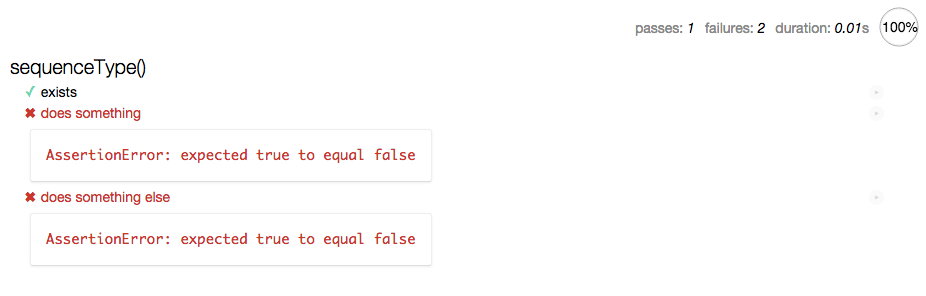 passes: 1 failures: 2 duration: 0.01s 100%
sequenceType()
✓ exists
✖ does something
AssertionError: expected true to equal false
✖ does something else
AssertionError: expected true to equal false